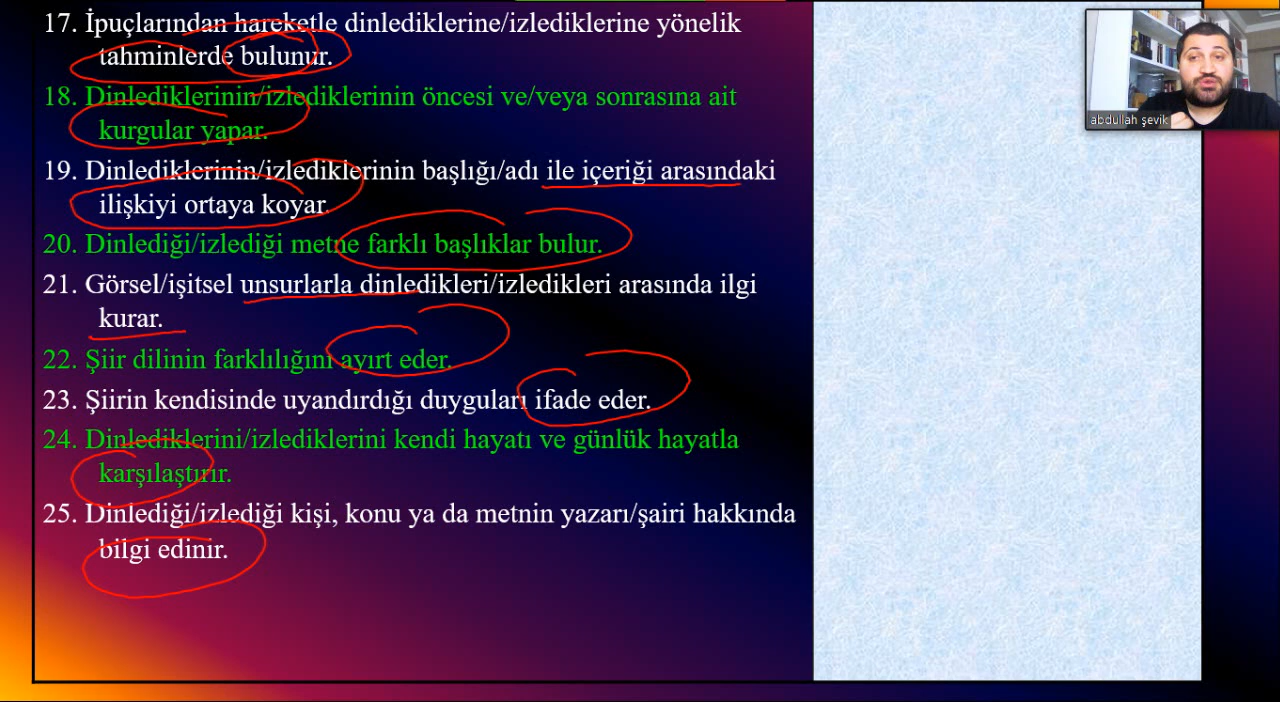 17. İpuçlarından hareketle dinlediklerine/izlediklerine yönelik
tahminlerde bulunur.
18. Dinlediklerinin/izlediklerinin öncesi ve/veya sonrasına ait
kurgular yapar.
19. Dinlediklerinin/izlediklerinin başlığı/adı ile içeriği arasındaki
ilişkiyi ortaya koyar.
20. Dinlediği/izlediği metne farklı başlıklar bulur.
21. Görsel/işitsel unsurlarla dinledikleri/izledikleri arasında ilgi
kurar.
22. Şiir dilinin farklılığını ayırt eder.
23. Şiirin kendisinde uyandırdığı duyguları ifade eder.
24. Dinlediklerini/izlediklerini kendi hayatı ve günlük hayatla
karşılaştırır.
25. Dinlediği/izlediği kişi, konu ya da metnin yazarı/şairi hakkında
bilgi edinir.
abdullah şevik